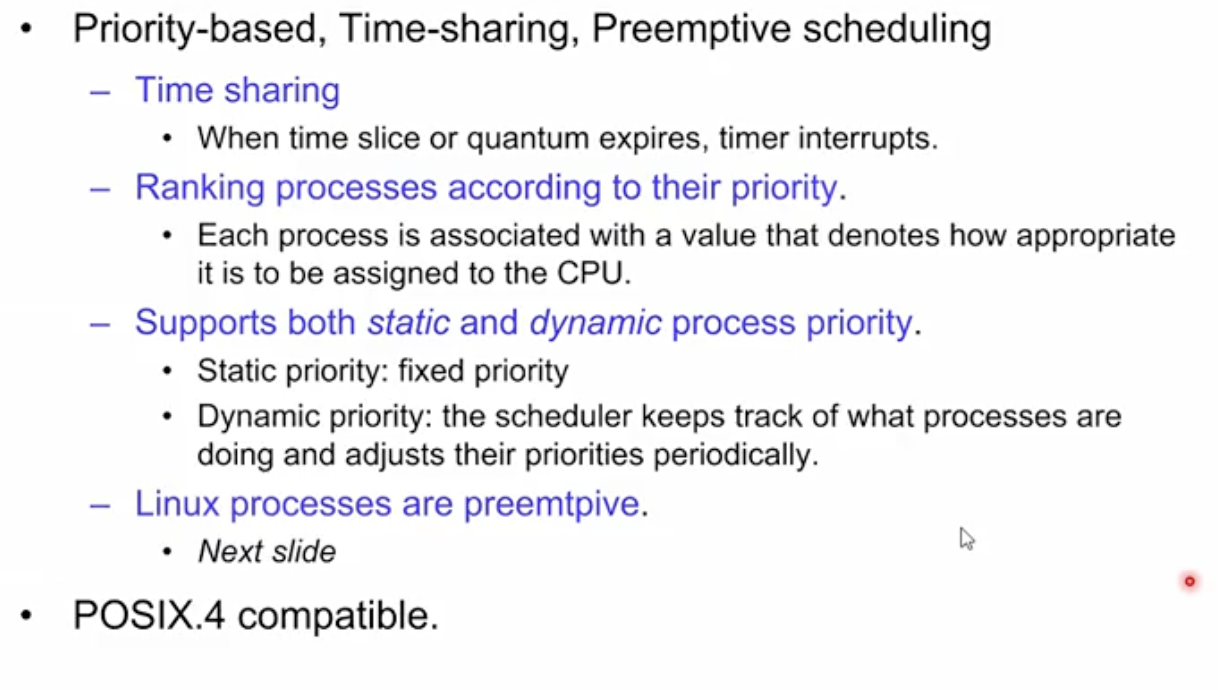 • Priority-based, Time-sharing, Preemptive scheduling
– Time sharing
• When time slice or quantum expires, timer interrupts.
– Ranking processes according to their priority.
• Each process is associated with a value that denotes how appropriate
it is to be assigned to the CPU.
– Supports both static and dynamic process priority.
• Static priority: fixed priority
• Dynamic priority: the scheduler keeps track of what processes are
doing and adjusts their priorities periodically.
– Linux processes are preemtpive.
• Next slide
• POSIX.4 compatible.